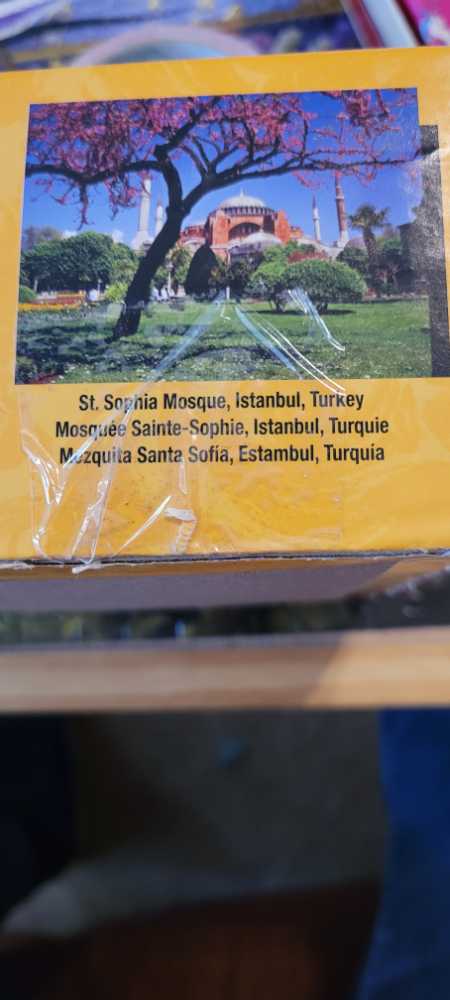 St. Sophia Mosque, Istanbul, Turkey
Mosquée Sainte-Sophie, Istanbul, Turquie
Mezquita Santa Sofía, Estambul, Turquía